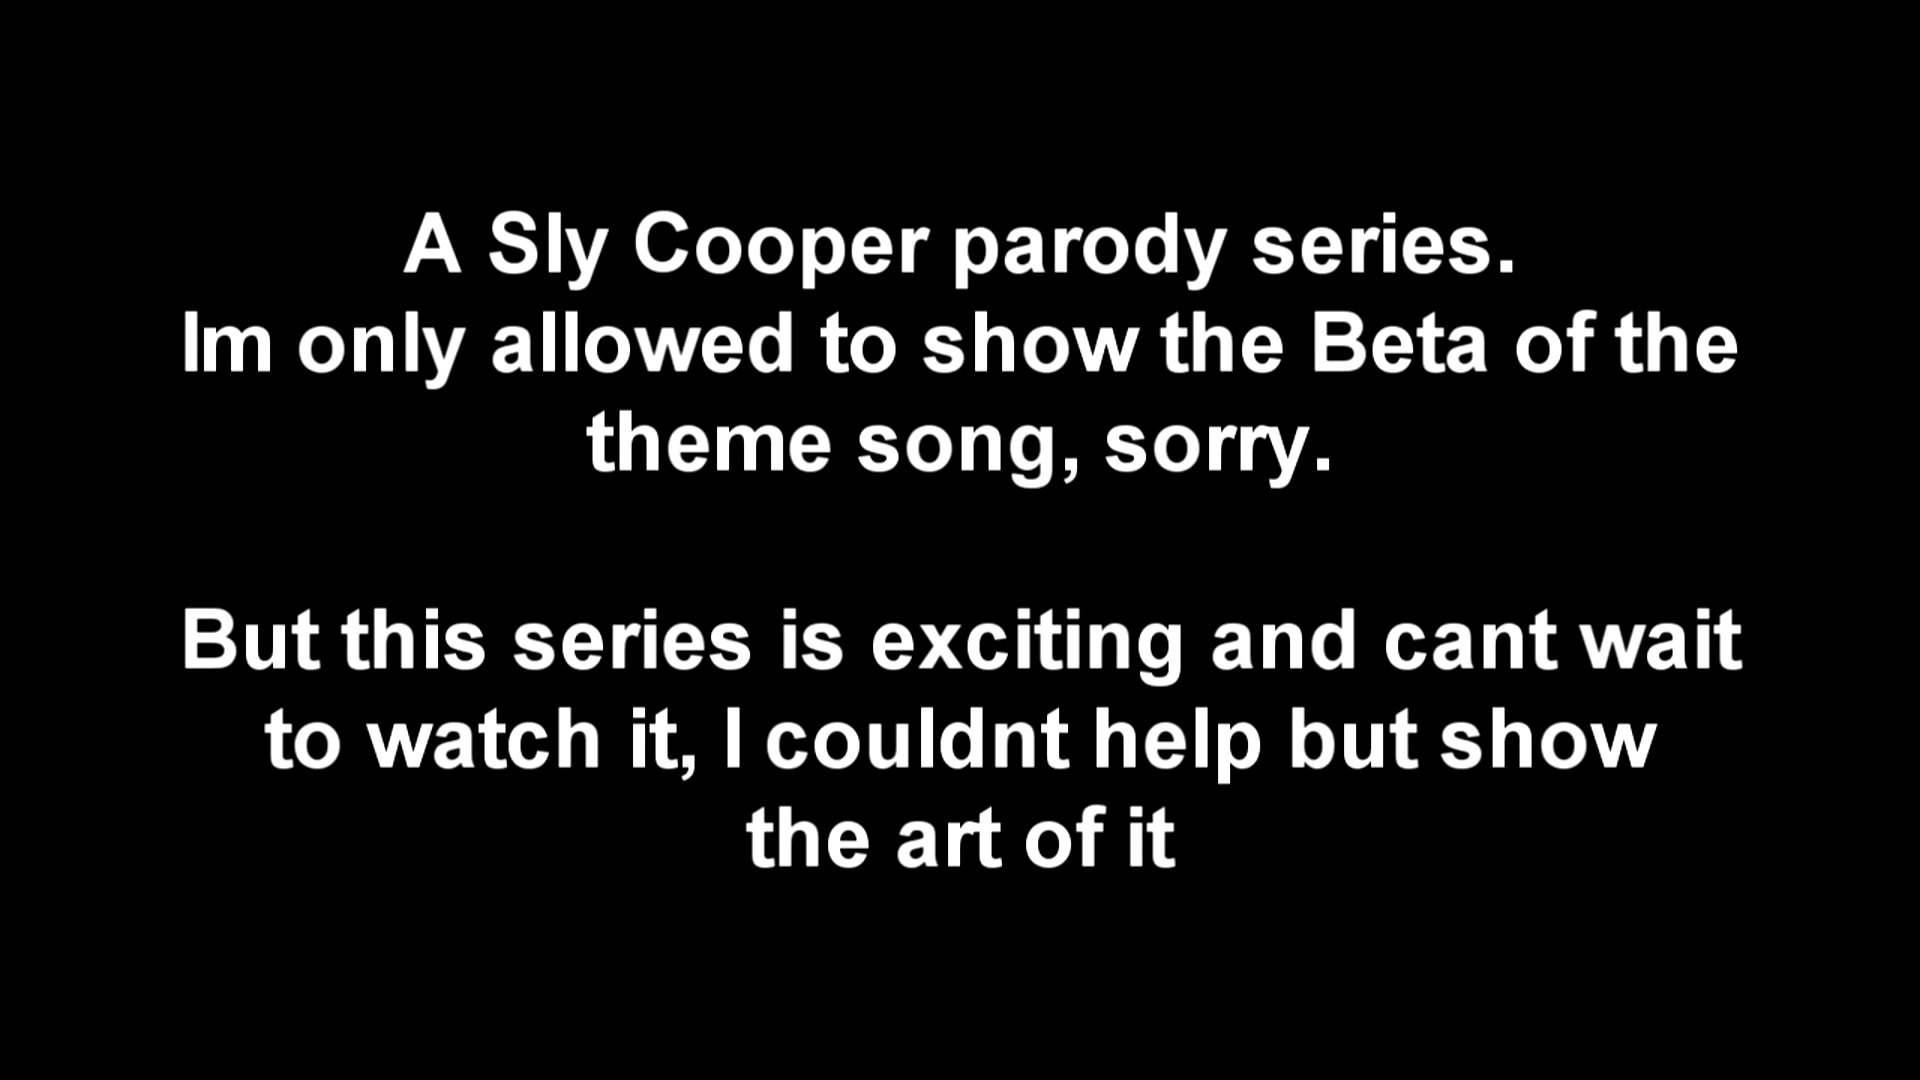 A Sly Cooper parody series.
Im only allowed to show the Beta of the
theme song, sorry.
But this series is exciting and cant wait
to watch it, I couldnt help but show
the art of it